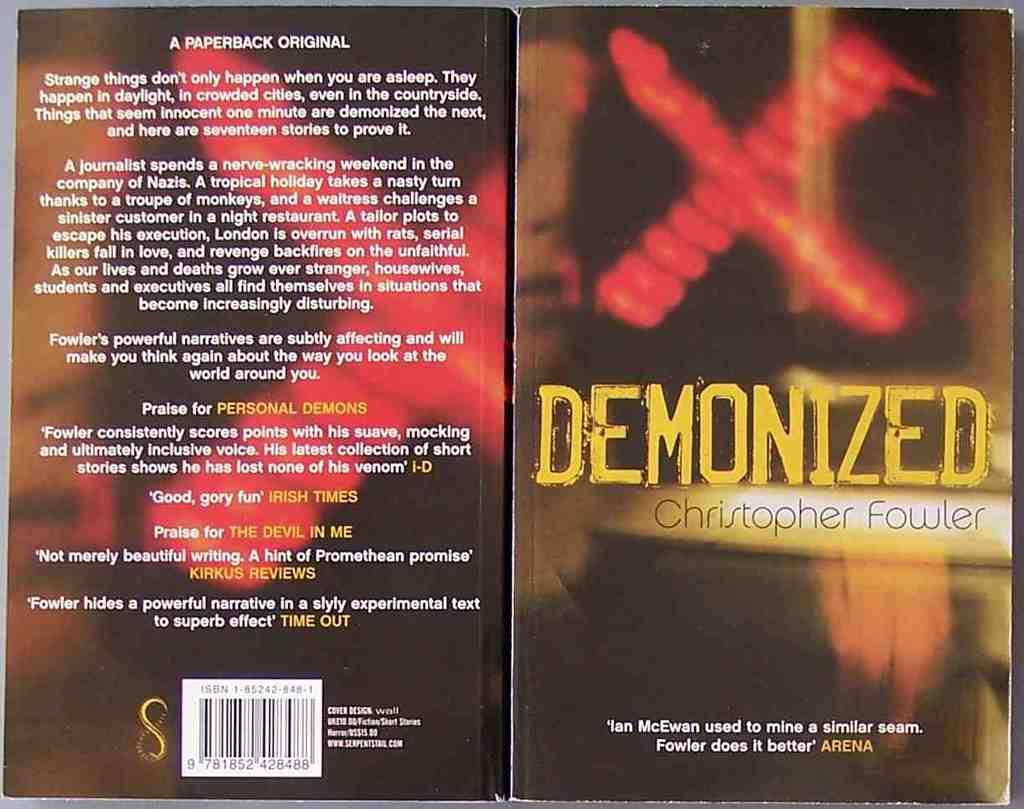 A PAPERBACK ORIGINAL
Strange things don't only happen when you are asleep. They
happen in daylight, in crowded cities, even in the countryside.
Things that seem innocent one minute are demonized the next,
and here are seventeen stories to prove it.
A journalist spends a nerve-wracking weekend in the
company of Nazis. A tropical holiday takes a nasty turn
thanks to a troupe of monkeys, and a waitress challenges a
sinister customer in a night restaurant. A tailor plots to
escape his execution, London is overrun with rats, serial
killers fall in love, and revenge backfires on the unfaithful.
As our lives and deaths grow ever stranger, housewives,
students and executives all find themselves in situations that
become increasingly disturbing.
Fowler's powerful narratives are subtly affecting and will
make you think again about the way you look at the
world around you.
Praise for PERSONAL DEMONS
'Fowler consistently scores points with his suave, mocking
and ultimately inclusive voice. His latest collection of short
stories shows he has lost none of his venom' i-D
'Good, gory fun' IRISH TIMES
Praise for THE DEVIL IN ME
'Not merely beautiful writing. A hint of Promethean promise'
KIRKUS REVIEWS
'Fowler hides a powerful narrative in a slyly experimental text
to superb effect' TIME OUT
ISBN 1-85242-848-1
9 781852 428488
COVER DESIGN: wall
UK£10.00/Fiction/Short Stories
Horror/US$15.00
WWW.SERPENTSTAIL.COM
DEMONIZED
Christopher Fowler
'Ian McEwan used to mine a similar seam.
Fowler does it better' ARENA